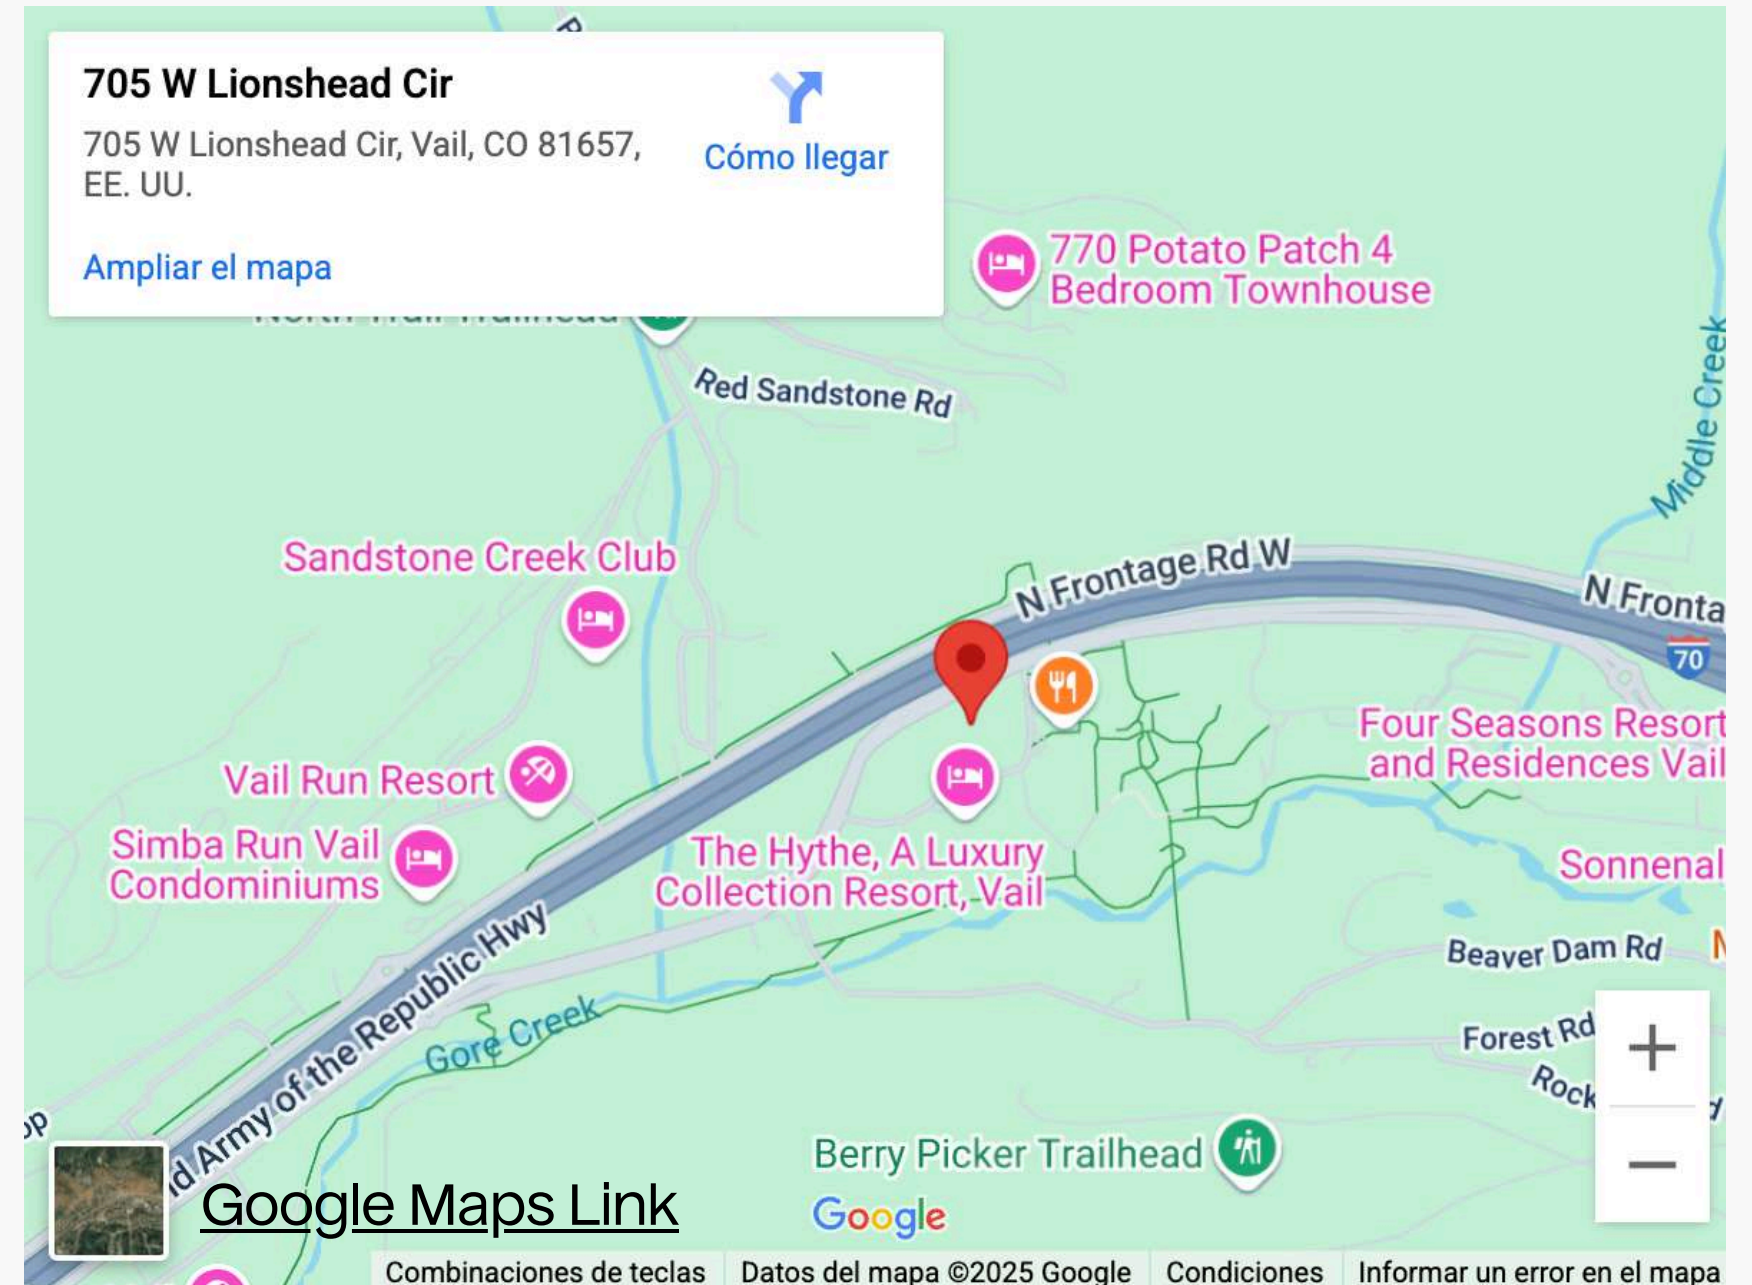 705 W Lionshead Cir
705 W Lionshead Cir, Vail, CO 81657,
EE. UU.
Cómo llegar
Ampliar el mapa
770 Potato Patch 4
Bedroom Townhouse
Red Sandstone Rd
Middle Creek
Sandstone Creek Club
N Frontage Rd W
N Fronta
70
Four Seasons Resort
and Residences Vail
Vail Run Resort
Simba Run Vail
Condominiums
The Hythe, A Luxury
Collection Resort, Vail
Sonnenal
Beaver Dam Rd
Army of the Republic Hwy
Gore Creek
Forest Rd
Rock
Berry Picker Trailhead
Google Maps Link
Google
Combinaciones de teclas
Datos del mapa ©2025 Google
Condiciones
Informar un error en el mapa